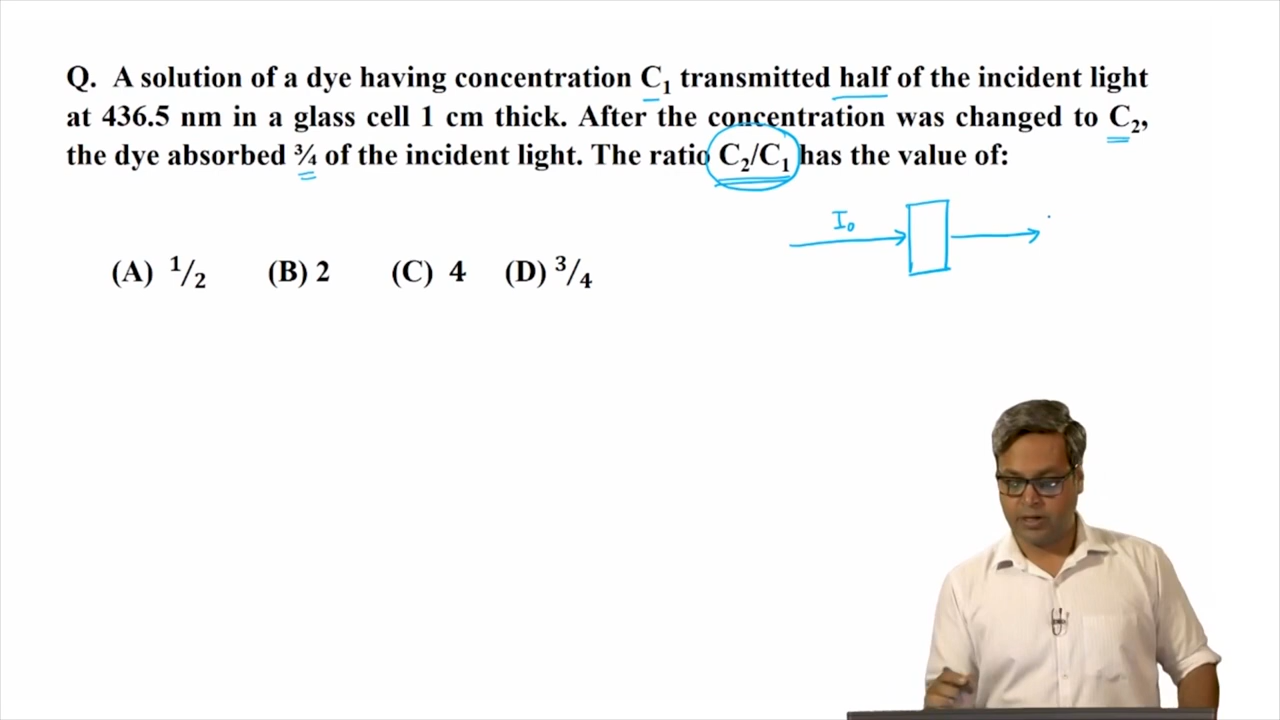 Q. A solution of a dye having concentration C₁ transmitted half of the incident light
at 436.5 nm in a glass cell 1 cm thick. After the concentration was changed to C₂,
the dye absorbed ¾ of the incident light. The ratio C₂/C₁ has the value of:
I₀
(A) ¹/₂ (B) 2 (C) 4 (D) ³/₄